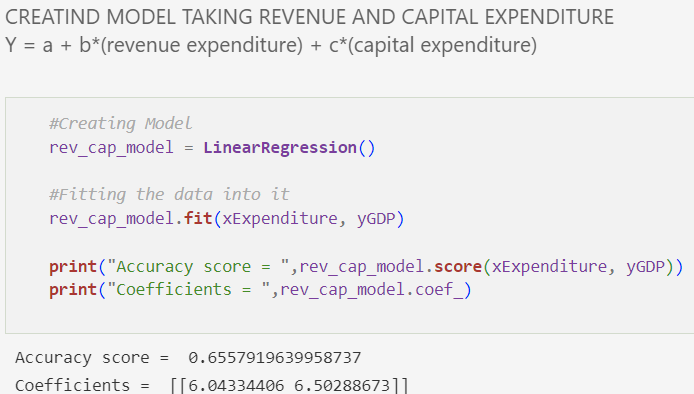 CREATIND MODEL TAKING REVENUE AND CAPITAL EXPENDITURE
Y = a + b*(revenue expenditure) + c*(capital expenditure)
#Creating Model
rev_cap_model = LinearRegression()
#Fitting the data into it
rev_cap_model.fit(xExpenditure, yGDP)
print("Accuracy score = ",rev_cap_model.score(xExpenditure, yGDP))
print("Coefficients = ",rev_cap_model.coef_)
Accuracy score =  0.6557919639958737
Coefficients =  [[6.04334406 6.50288673]]